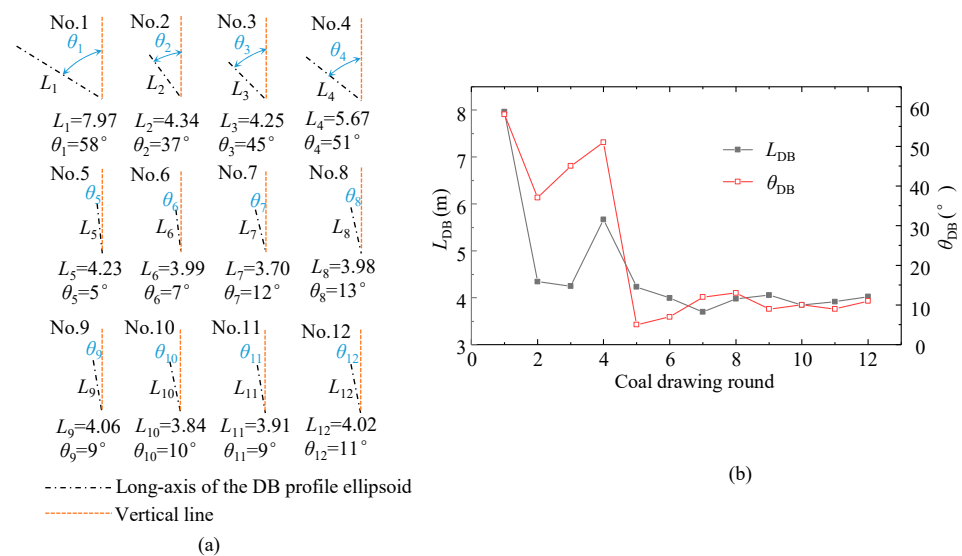 No.1 No.2 No.3 No.4
θ1 θ2 θ3 θ4
L1 L2 L3 L4
L1=7.97 L2=4.34 L3=4.25 L4=5.67
θ1=58° θ2=37° θ3=45° θ4=51°
No.5 No.6 No.7 No.8
θ5 θ6 θ7 θ8
L5 L6 L7 L8
L5=4.23 L6=3.99 L7=3.70 L8=3.98
θ5=5° θ6=7° θ7=12° θ8=13°
No.9 No.10 No.11 No.12
θ9 θ10 θ11 θ12
L9 L10 L11 L12
L9=4.06 L10=3.84 L11=3.91 L12=4.02
θ9=9° θ10=10° θ11=9° θ12=11°
Long-axis of the DB profile ellipsoid
Vertical line
(a)
LDB (m)
8
7
6
5
4
3
LDB
θDB
60
50
40
30
20
10
0
θDB (°)
0 2 4 6 8 10 12
Coal drawing round
(b)